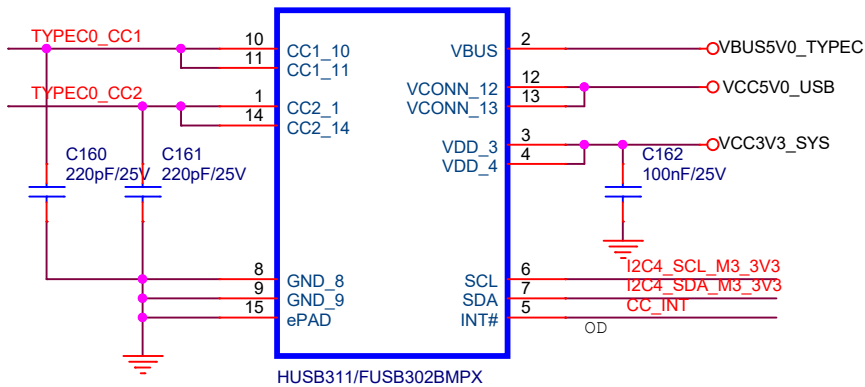 TYPEC0_CC1
10
CC1_10
11
CC1_11
TYPEC0_CC2
1
CC2_1
14
CC2_14
C160
220pF/25V
C161
220pF/25V
8
GND_8
9
GND_9
15
ePAD
VBUS
2
VBUS5V0_TYPEC
VCONN_12
12
VCC5V0_USB
VCONN_13
13
VDD_3
3
VCC3V3_SYS
VDD_4
4
C162
100nF/25V
SCL
6
I2C4_SCL_M3_3V3
SDA
7
I2C4_SDA_M3_3V3
INT#
5
CC_INT
OD
HUSB311/FUSB302BMPX